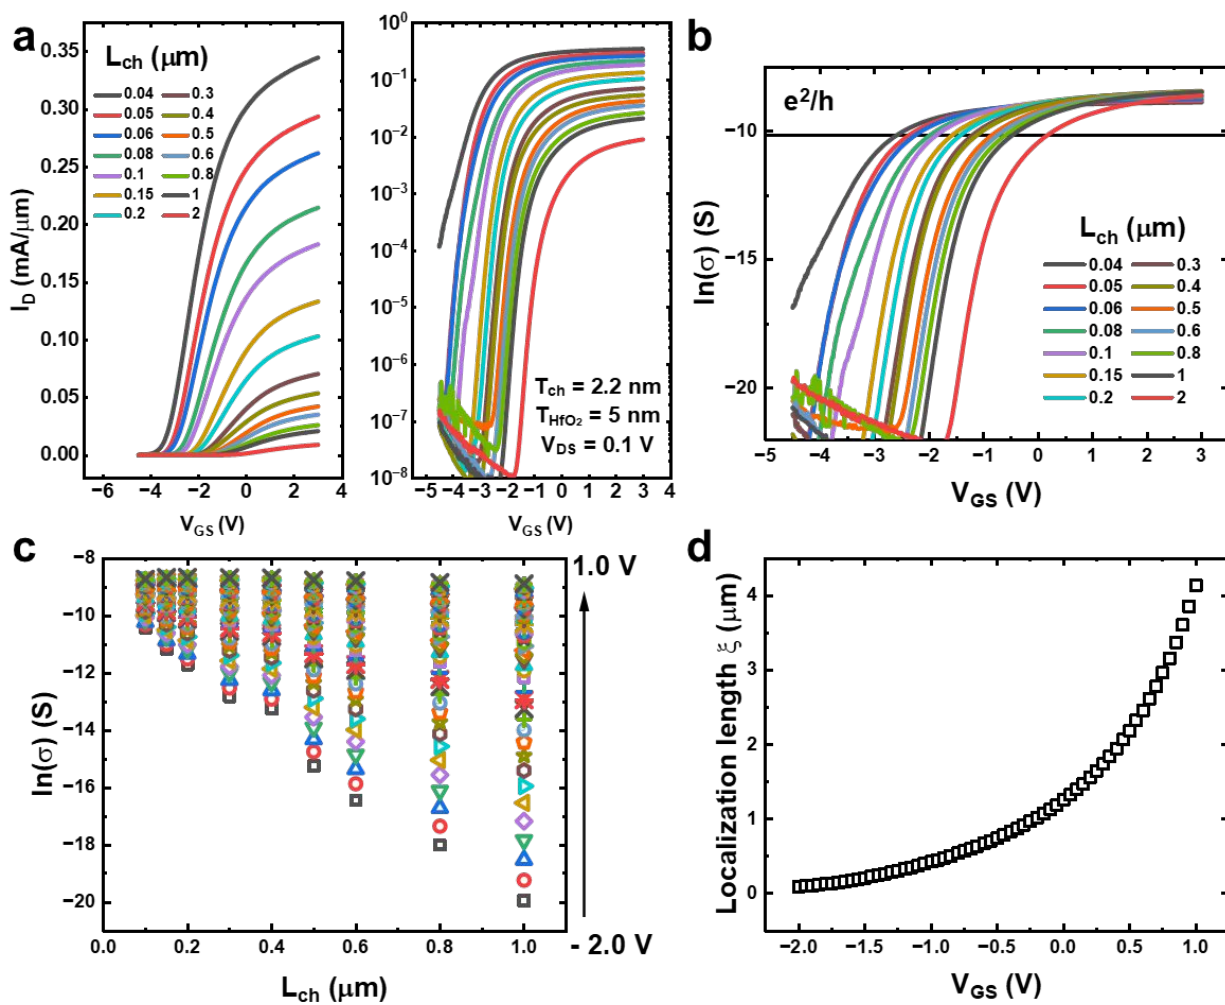 a
L_ch (μm)
0.04 0.3
0.05 0.4
0.06 0.5
0.08 0.6
0.1 0.8
0.15 1
0.2 2
I_D (mA/μm)
0.35
0.30
0.25
0.20
0.15
0.10
0.05
0.00
−6 −4 −2 0 2 4
V_GS (V)
10⁰
10⁻¹
10⁻²
10⁻³
10⁻⁴
10⁻⁵
10⁻⁶
10⁻⁷
10⁻⁸
T_ch = 2.2 nm
T_HfO₂ = 5 nm
V_DS = 0.1 V
−5 −4 −3 −2 −1 0 1 2 3 4
V_GS (V)
b
e²/h
ln(σ) (S)
−10
−15
−20
L_ch (μm)
0.04 0.3
0.05 0.4
0.06 0.5
0.08 0.6
0.1 0.8
0.15 1
0.2 2
−5 −4 −3 −2 −1 0 1 2 3
V_GS (V)
c
ln(σ) (S)
−8
−10
−12
−14
−16
−18
−20
0.0 0.2 0.4 0.6 0.8 1.0
L_ch (μm)
1.0 V
- 2.0 V
d
Localization length ξ (μm)
4
3
2
1
0
−2.0 −1.5 −1.0 −0.5 0.0 0.5 1.0
V_GS (V)